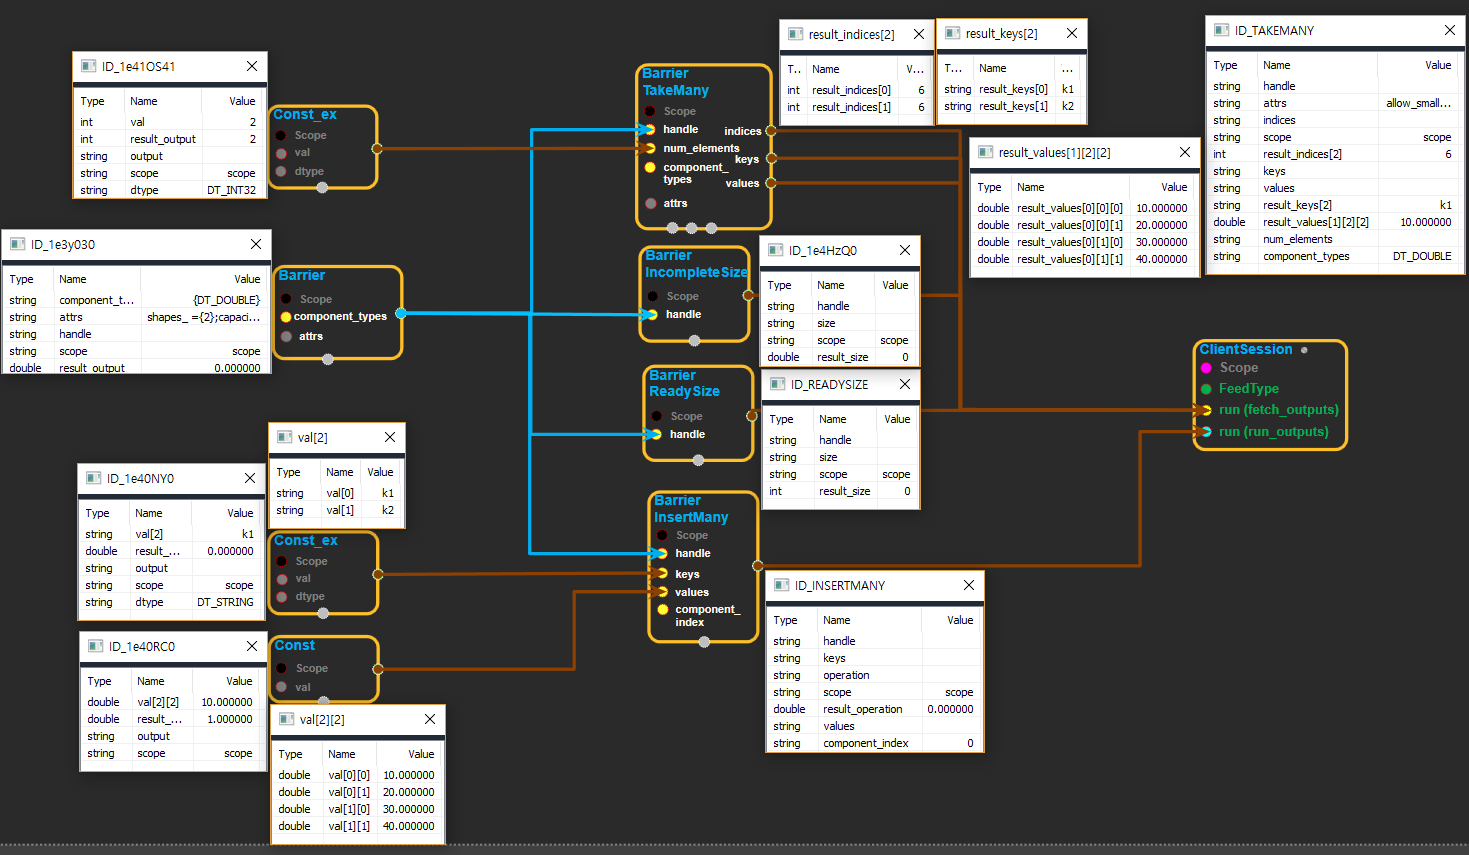 ID_1e41OS41
Type Name Value
int val 2
int result_output 2
string output
string scope scope
string dtype DT_INT32
Const_ex
Scope
val
dtype
Barrier
TakeMany
Scope
handle
num_elements
component_
types
attrs
indices
keys
values
result_indices[2]
T... Name V...
int result_indices[0] 6
int result_indices[1] 6
result_keys[2]
T... Name ...
string result_keys[0] k1
string result_keys[1] k2
result_values[1][2][2]
Type Name Value
double result_values[0][0][0] 10.000000
double result_values[0][0][1] 20.000000
double result_values[0][1][0] 30.000000
double result_values[0][1][1] 40.000000
ID_TAKEMANY
Type Name Value
string handle
string attrs allow_small...
string indices
string scope scope
int result_indices[2] 6
string keys
string values
string result_keys[2] k1
double result_values[1][2][2] 10.000000
string num_elements
string component_types DT_DOUBLE
ID_1e3y030
Type Name Value
string component_t... {DT_DOUBLE}
string attrs shapes_ ={2};capaci...
string handle
string scope scope
double result_output 0.000000
Barrier
Scope
component_types
attrs
Barrier
IncompleteSize
Scope
handle
ID_1e4HzQ0
Type Name Value
string handle
string size
string scope scope
double result_size 0
Barrier
ReadySize
Scope
handle
ID_READYSIZE
Type Name Value
string handle
string size
string scope scope
int result_size 0
ClientSession
Scope
FeedType
run (fetch_outputs)
run (run_outputs)
val[2]
Type Name Value
string val[0] k1
string val[1] k2
ID_1e40NY0
Type Name Value
string val[2] k1
double result_... 0.000000
string output
string scope scope
string dtype DT_STRING
Const_ex
Scope
val
dtype
Barrier
InsertMany
Scope
handle
keys
values
component_
index
ID_INSERTMANY
Type Name Value
string handle
string keys
string operation
string scope scope
double result_operation 0.000000
string values
string component_index 0
ID_1e40RC0
Type Name Value
double val[2][2] 10.000000
double result_... 1.000000
string output
string scope scope
Const
Scope
val
val[2][2]
Type Name Value
double val[0][0] 10.000000
double val[0][1] 20.000000
double val[1][0] 30.000000
double val[1][1] 40.000000